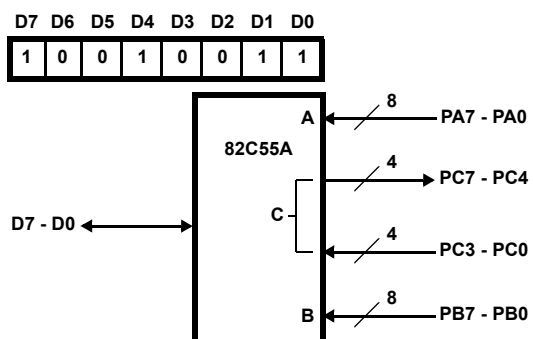 D7 D6 D5 D4 D3 D2 D1 D0
1 0 0 1 0 0 1 1
A 8 PA7 - PA0
82C55A
4 PC7 - PC4
C
D7 - D0
4 PC3 - PC0
B 8 PB7 - PB0